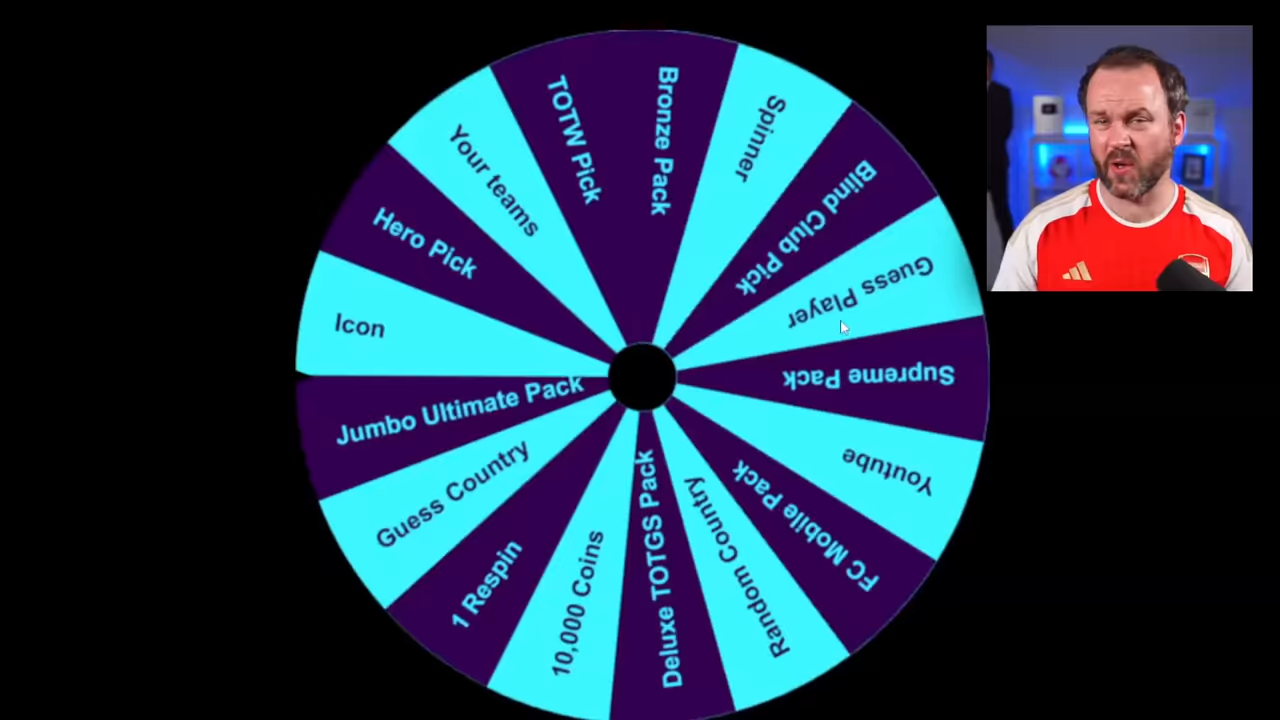 Bronze Pack
Spinner
Blind Club Pick
Guess Player
Supreme Pack
Youtube
FC Mobile Pack
Random Country
Deluxe TOTGS Pack
10,000 Coins
1 Respin
Guess Country
Jumbo Ultimate Pack
Icon
Hero Pick
Your teams
TOTW Pick